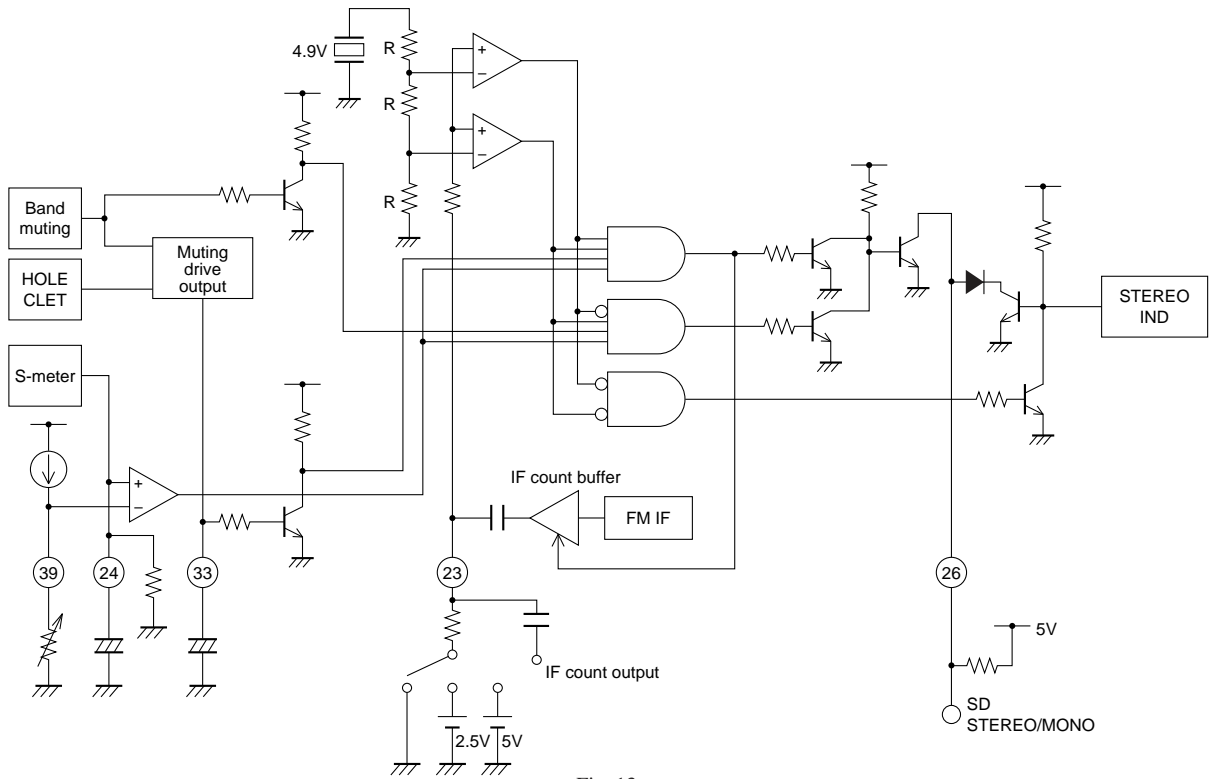 4.9V
R
R
R
Band
muting
Muting
drive
output
HOLE
CLET
STEREO
IND
S-meter
IF count buffer
FM IF
39
24
33
23
26
5V
IF count output
SD
STEREO/MONO
2.5V
5V